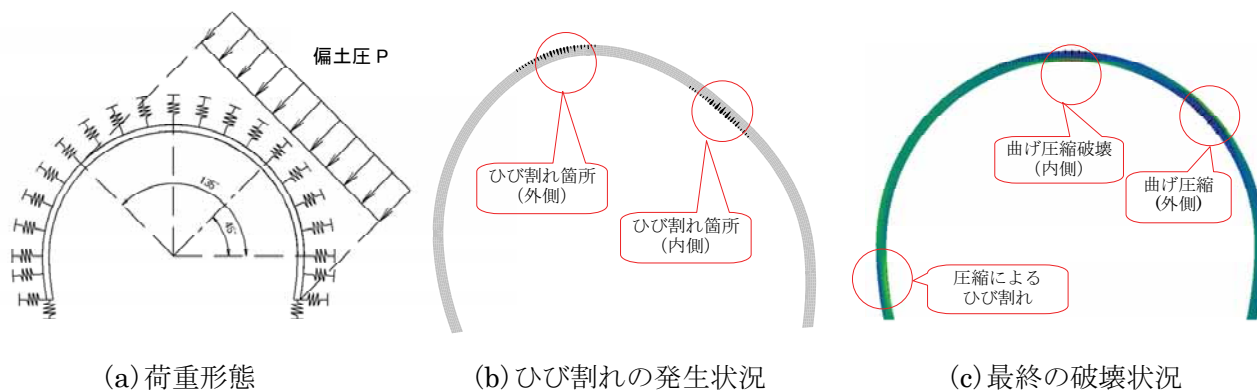 偏土圧 P
135°
45°
(a)荷重形態
ひび割れ箇所
(外側)
ひび割れ箇所
(内側)
(b)ひび割れの発生状況
曲げ圧縮破壊
(内側)
曲げ圧縮
(外側)
圧縮による
ひび割れ
(c)最終の破壊状況